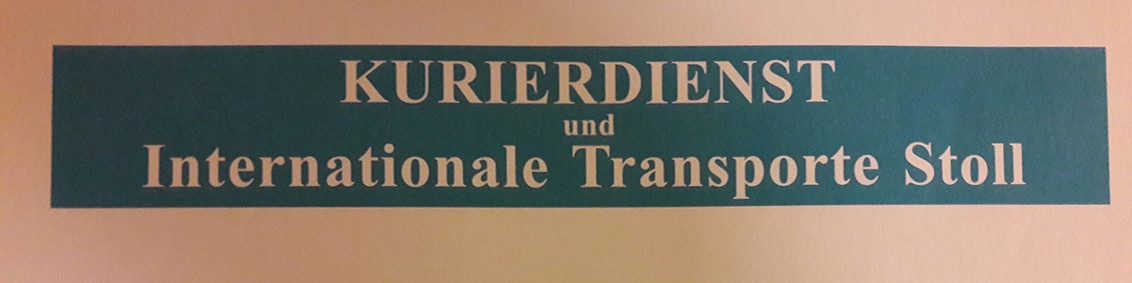 KURIERDIENST
und
Internationale Transporte Stoll